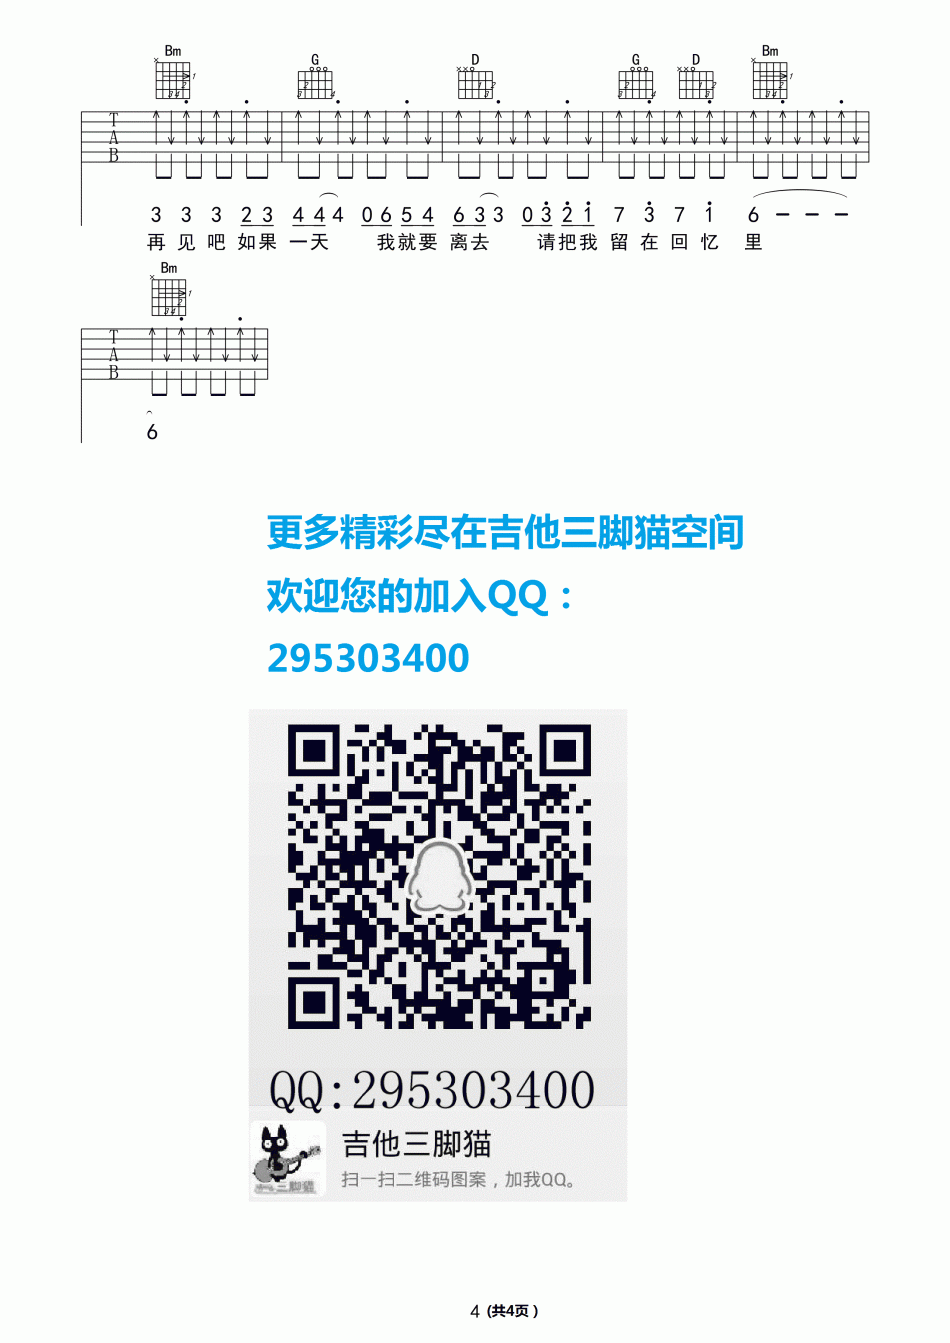 Bm G D G D Bm
T
A
B
3 3 3 2 3 4 4 4 0 6 5 4 6 3 3 0 3 2 1 7 3 7 1 6 - - -
再 见 吧 如 果 一 天 我 就 要 离 去 请 把 我 留 在 回 忆 里
Bm
T
A
B
6
更多精彩尽在吉他三脚猫空间
欢迎您的加入QQ：
295303400
QQ:295303400
吉他三脚猫
扫一扫二维码图案，加我QQ。
4 (共4页)